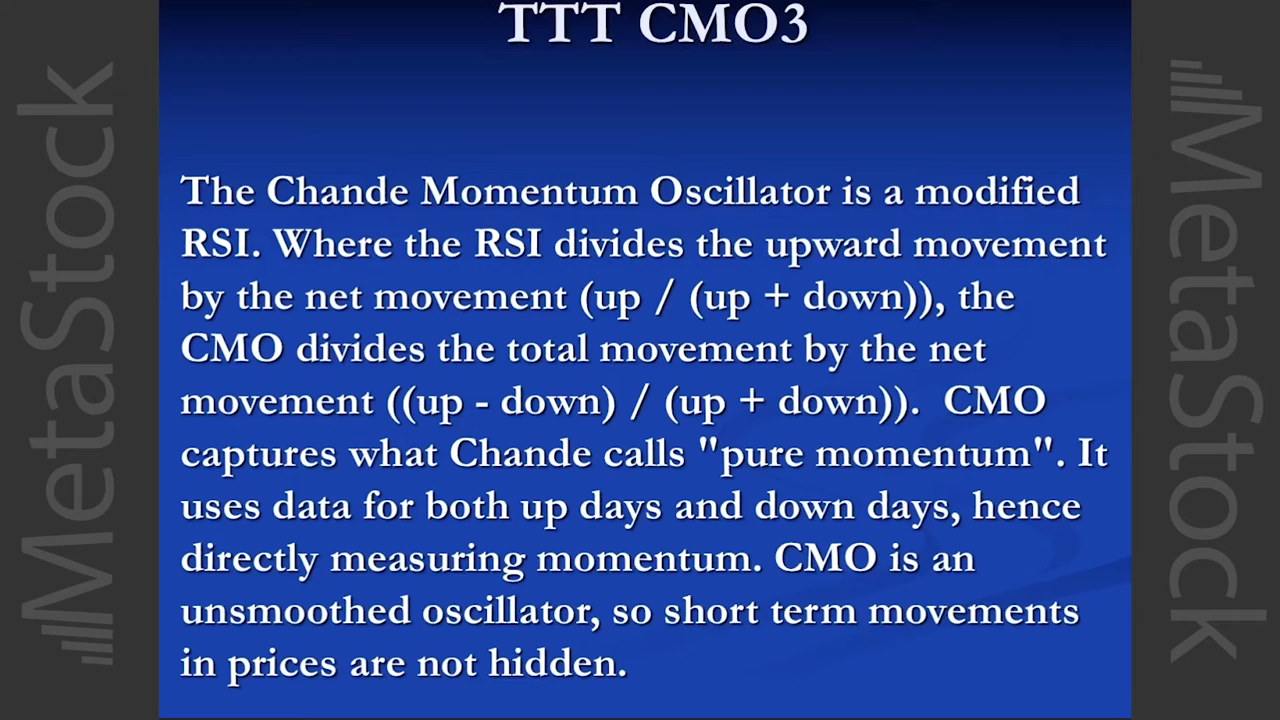 TTT CMO3
The Chande Momentum Oscillator is a modified
RSI. Where the RSI divides the upward movement
by the net movement (up / (up + down)), the
CMO divides the total movement by the net
movement ((up - down) / (up + down)).  CMO
captures what Chande calls "pure momentum". It
uses data for both up days and down days, hence
directly measuring momentum. CMO is an
unsmoothed oscillator, so short term movements
in prices are not hidden.
MetaStock
MetaStock